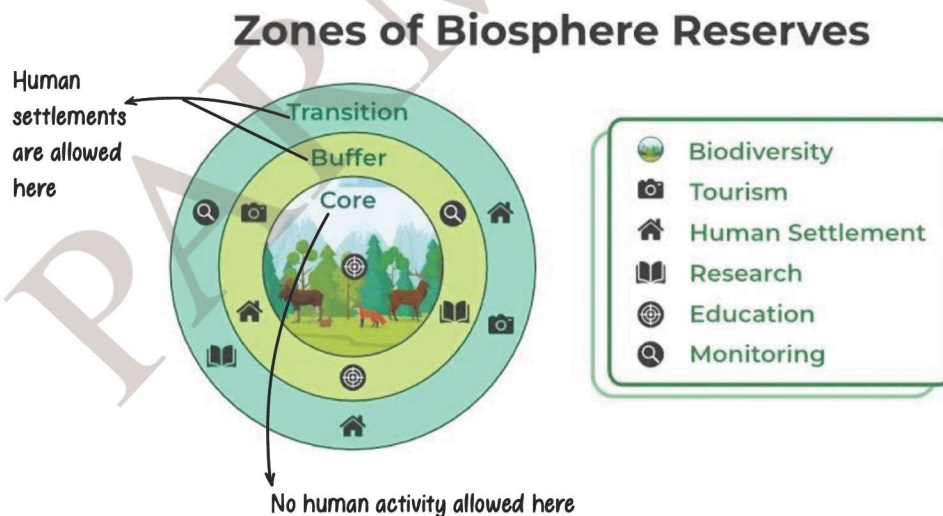 Zones of Biosphere Reserves
Human
settlements
are allowed
here
Transition
Buffer
Core
Biodiversity
Tourism
Human Settlement
Research
Education
Monitoring
No human activity allowed here